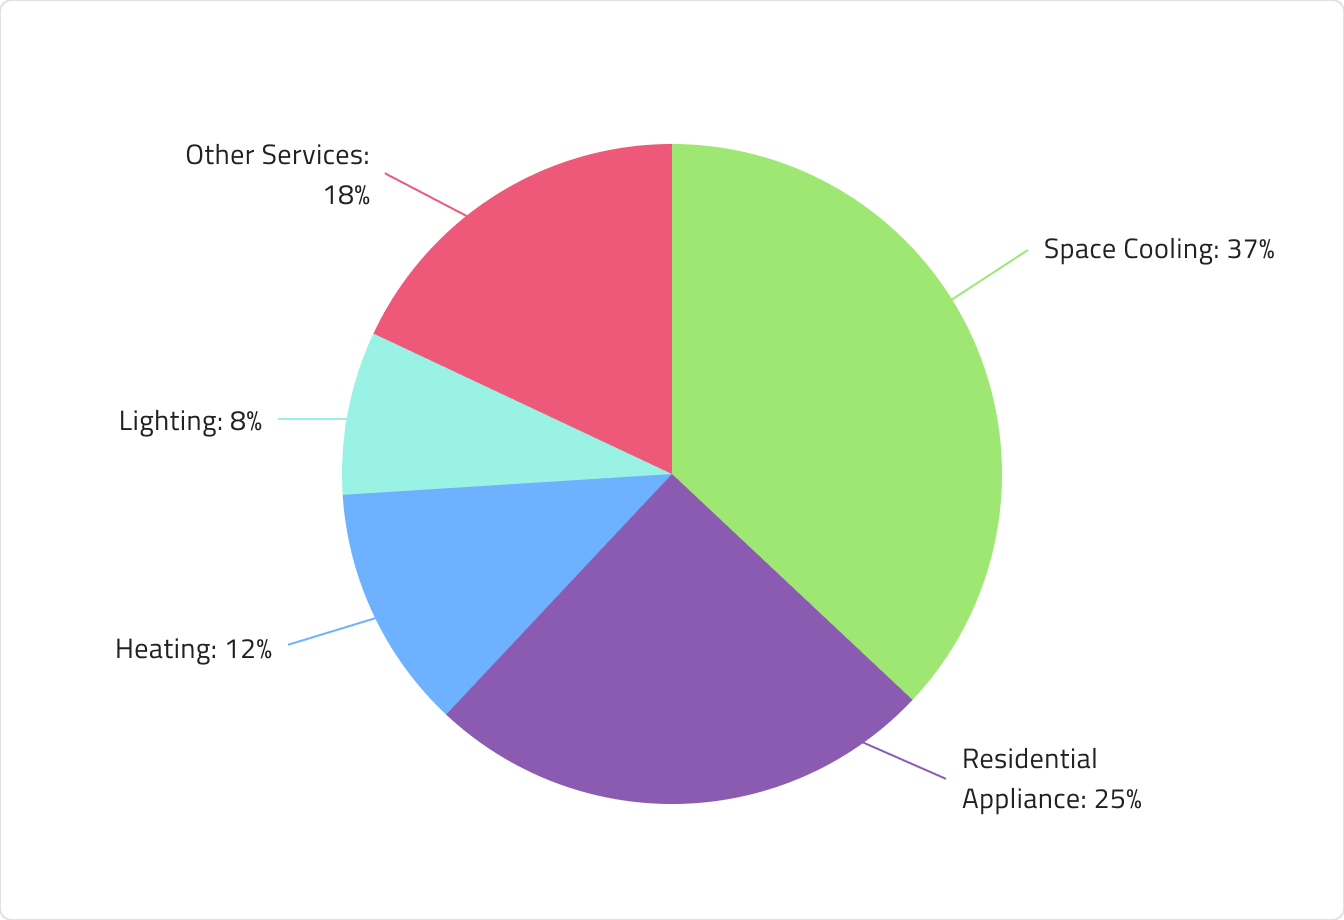 Other Services:
18%
Space Cooling: 37%
Lighting: 8%
Heating: 12%
Residential
Appliance: 25%